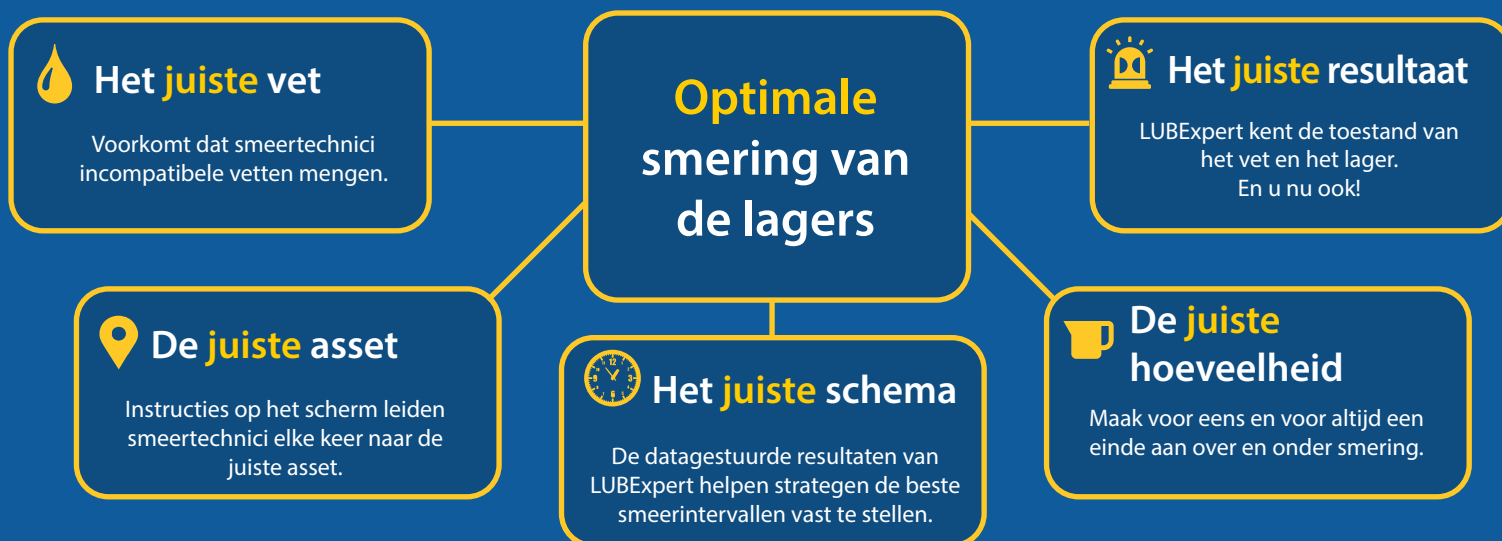 Het juiste vet
Voorkomt dat smeertechnici
incompatibele vetten mengen.
Optimale
smering van
de lagers
Het juiste resultaat
LUBExpert kent de toestand van
het vet en het lager.
En u nu ook!
De juiste asset
Instructies op het scherm leiden
smeertechnici elke keer naar de
juiste asset.
Het juiste schema
De datagestuurde resultaten van
LUBExpert helpen strategen de beste
smeerintervallen vast te stellen.
De juiste
hoeveelheid
Maak voor eens en voor altijd een
einde aan over en onder smering.